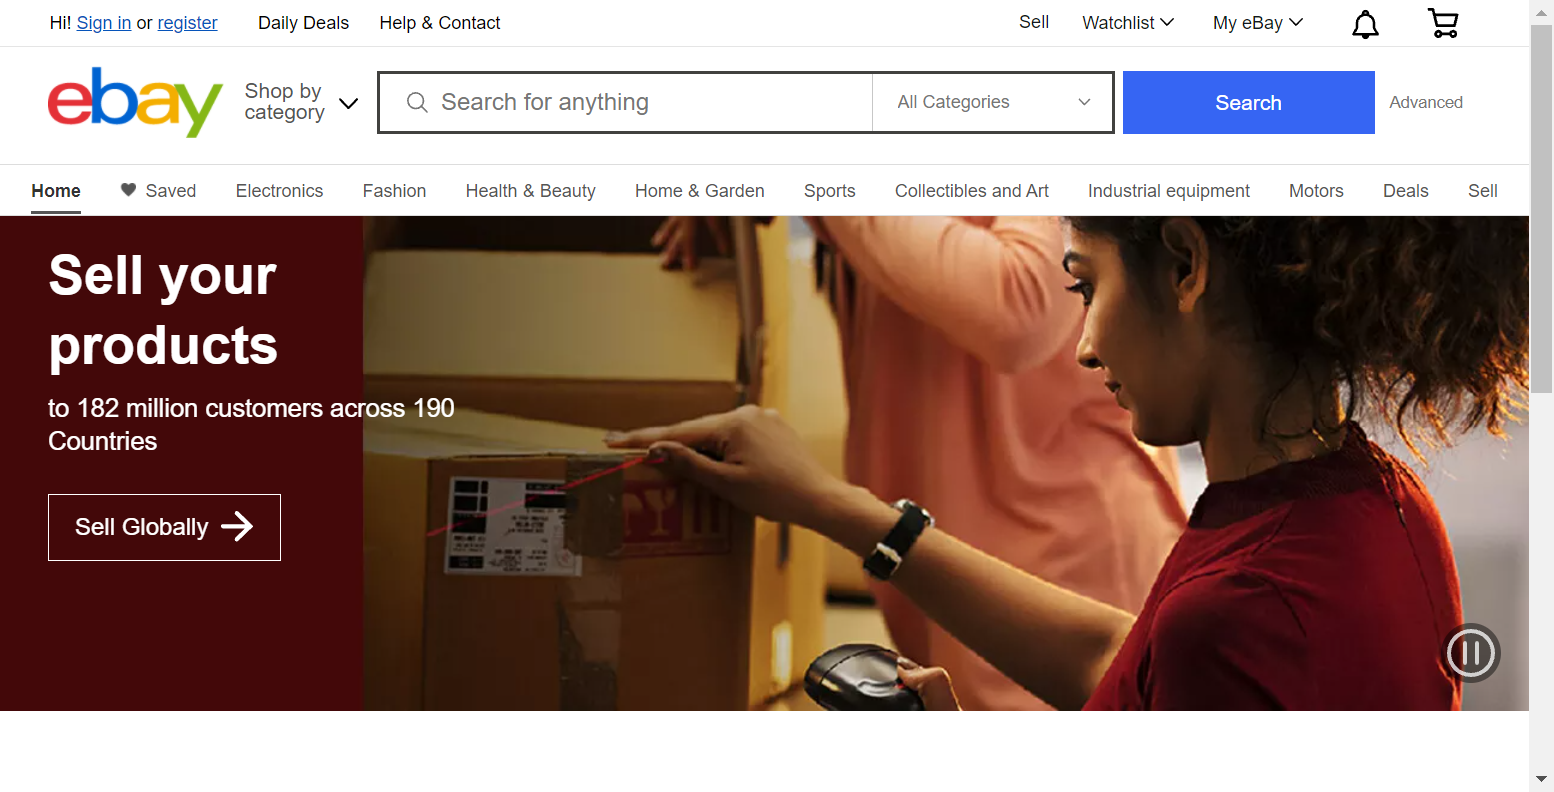 Hi! Sign in or register Daily Deals Help & Contact Sell Watchlist My eBay
ebay
Shop by
category
Search for anything All Categories Search Advanced
Home Saved Electronics Fashion Health & Beauty Home & Garden Sports Collectibles and Art Industrial equipment Motors Deals Sell
Sell your
products
to 182 million customers across 190
Countries
Sell Globally